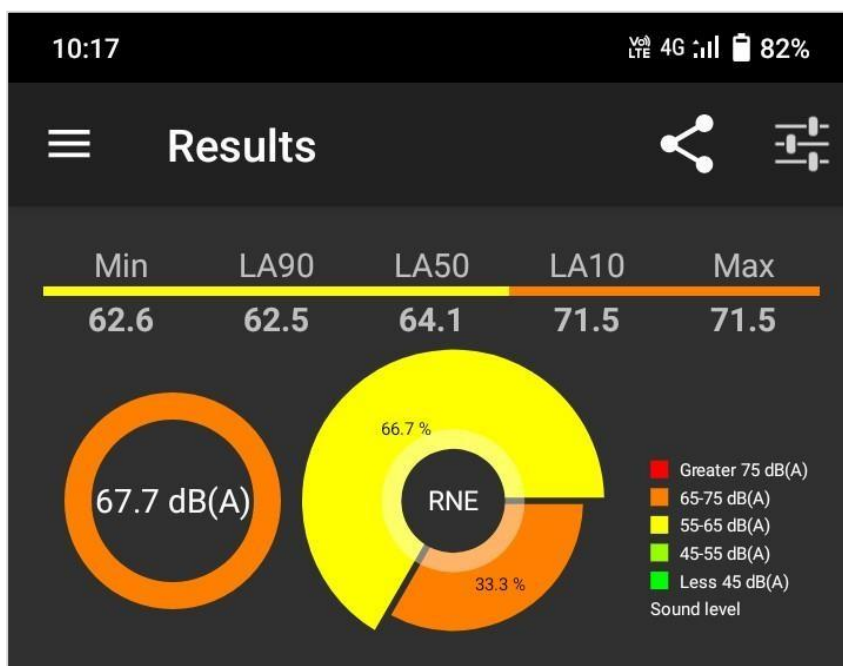 10:17 Vo)) LTE 4G 82%
Results
Min LA90 LA50 LA10 Max
62.6 62.5 64.1 71.5 71.5
66.7 %
67.7 dB(A)
RNE
33.3 %
Greater 75 dB(A)
65-75 dB(A)
55-65 dB(A)
45-55 dB(A)
Less 45 dB(A)
Sound level